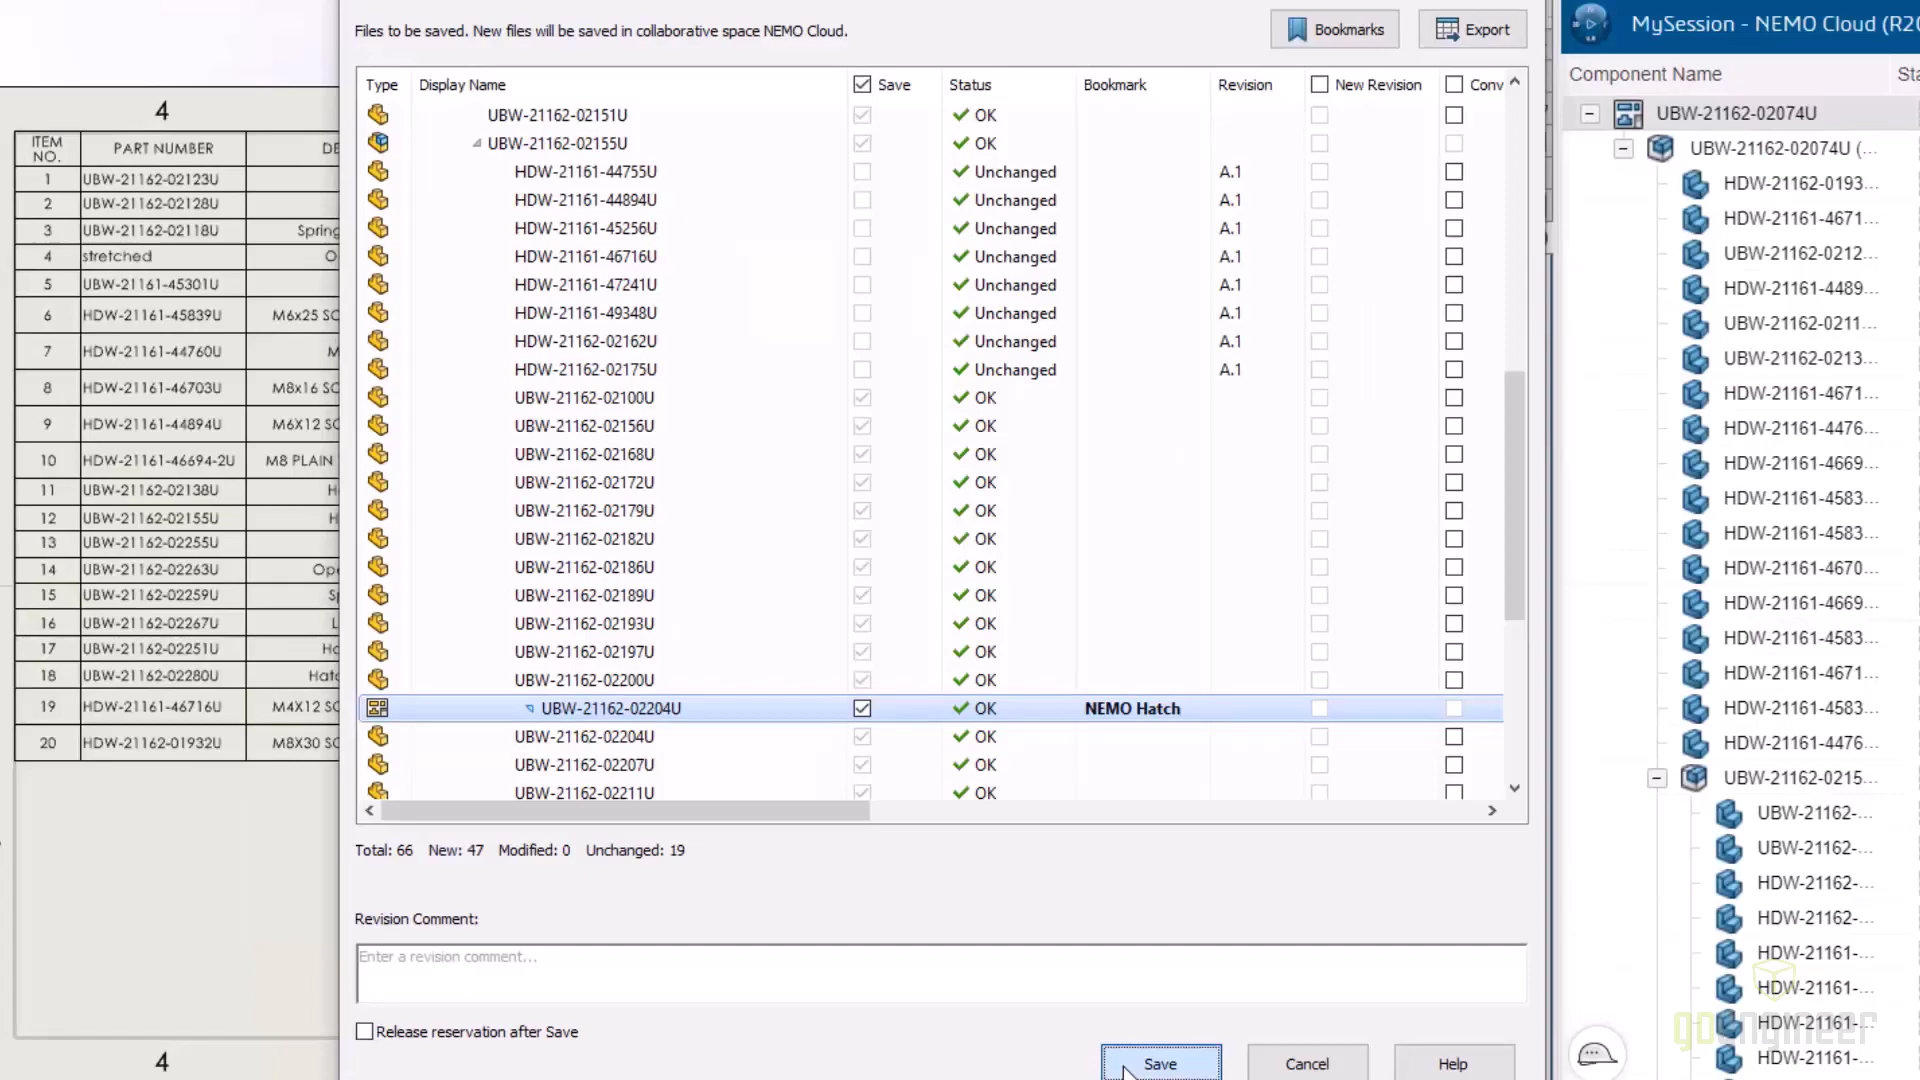 4
ITEM NO. PART NUMBER DE
1 UBW-21162-02123U
2 UBW-21162-02128U
3 UBW-21162-02118U Spring
4 stretched O
5 UBW-21161-45301U
6 HDW-21161-45839U M6x25 SC
7 HDW-21161-44760U M
8 HDW-21161-46703U M8x16 SC
9 HDW-21161-44894U M6X12 SC
10 HDW-21161-46694-2U M8 PLAIN
11 UBW-21162-02138U H
12 UBW-21162-02155U H
13 UBW-21162-02255U
14 UBW-21162-02263U Ope
15 UBW-21162-02259U Sp
16 UBW-21162-02267U L
17 UBW-21162-02251U Ha
18 UBW-21162-02280U Hatc
19 HDW-21161-46716U M4X12 SC
20 HDW-21162-01932U M8X30 SC
4
Files to be saved. New files will be saved in collaborative space NEMO Cloud.
Bookmarks Export
Type Display Name Save Status Bookmark Revision New Revision Conv
UBW-21162-02151U OK
UBW-21162-02155U OK
HDW-21161-44755U Unchanged A.1
HDW-21161-44894U Unchanged A.1
HDW-21161-45256U Unchanged A.1
HDW-21161-46716U Unchanged A.1
HDW-21161-47241U Unchanged A.1
HDW-21161-49348U Unchanged A.1
HDW-21162-02162U Unchanged A.1
HDW-21162-02175U Unchanged A.1
UBW-21162-02100U OK
UBW-21162-02156U OK
UBW-21162-02168U OK
UBW-21162-02172U OK
UBW-21162-02179U OK
UBW-21162-02182U OK
UBW-21162-02186U OK
UBW-21162-02189U OK
UBW-21162-02193U OK
UBW-21162-02197U OK
UBW-21162-02200U OK
UBW-21162-02204U OK NEMO Hatch
UBW-21162-02204U OK
UBW-21162-02207U OK
UBW-21162-02211U OK
Total: 66 New: 47 Modified: 0 Unchanged: 19
Revision Comment:
Enter a revision comment...
Release reservation after Save
Save Cancel Help
MySession - NEMO Cloud (R20
Component Name Sta
UBW-21162-02074U
UBW-21162-02074U (...
HDW-21162-0193...
HDW-21161-4671...
UBW-21162-0212...
HDW-21161-4489...
UBW-21162-0211...
UBW-21162-0213...
HDW-21161-4671...
HDW-21161-4476...
HDW-21161-4669...
HDW-21161-4583...
HDW-21161-4583...
HDW-21161-4670...
HDW-21161-4669...
HDW-21161-4583...
HDW-21161-4671...
HDW-21161-4583...
HDW-21161-4476...
UBW-21162-0215...
UBW-21162-...
UBW-21162-...
HDW-21162-...
HDW-21162-...
HDW-21161-...
HDW-21161-...
HDW-21161-...
HDW-21161-...
goengineer